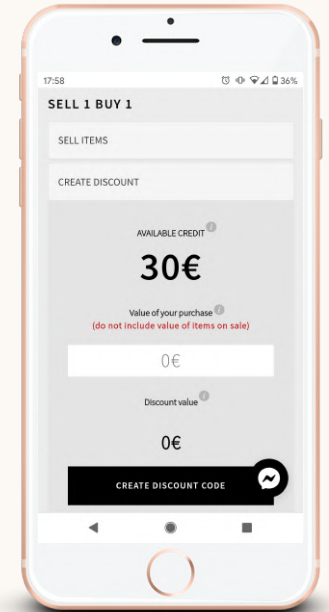 17:58 36%
SELL 1 BUY 1
SELL ITEMS
CREATE DISCOUNT
AVAILABLE CREDIT i
30€
Value of your purchase i
(do not include value of items on sale)
0€
Discount value i
0€
CREATE DISCOUNT CODE